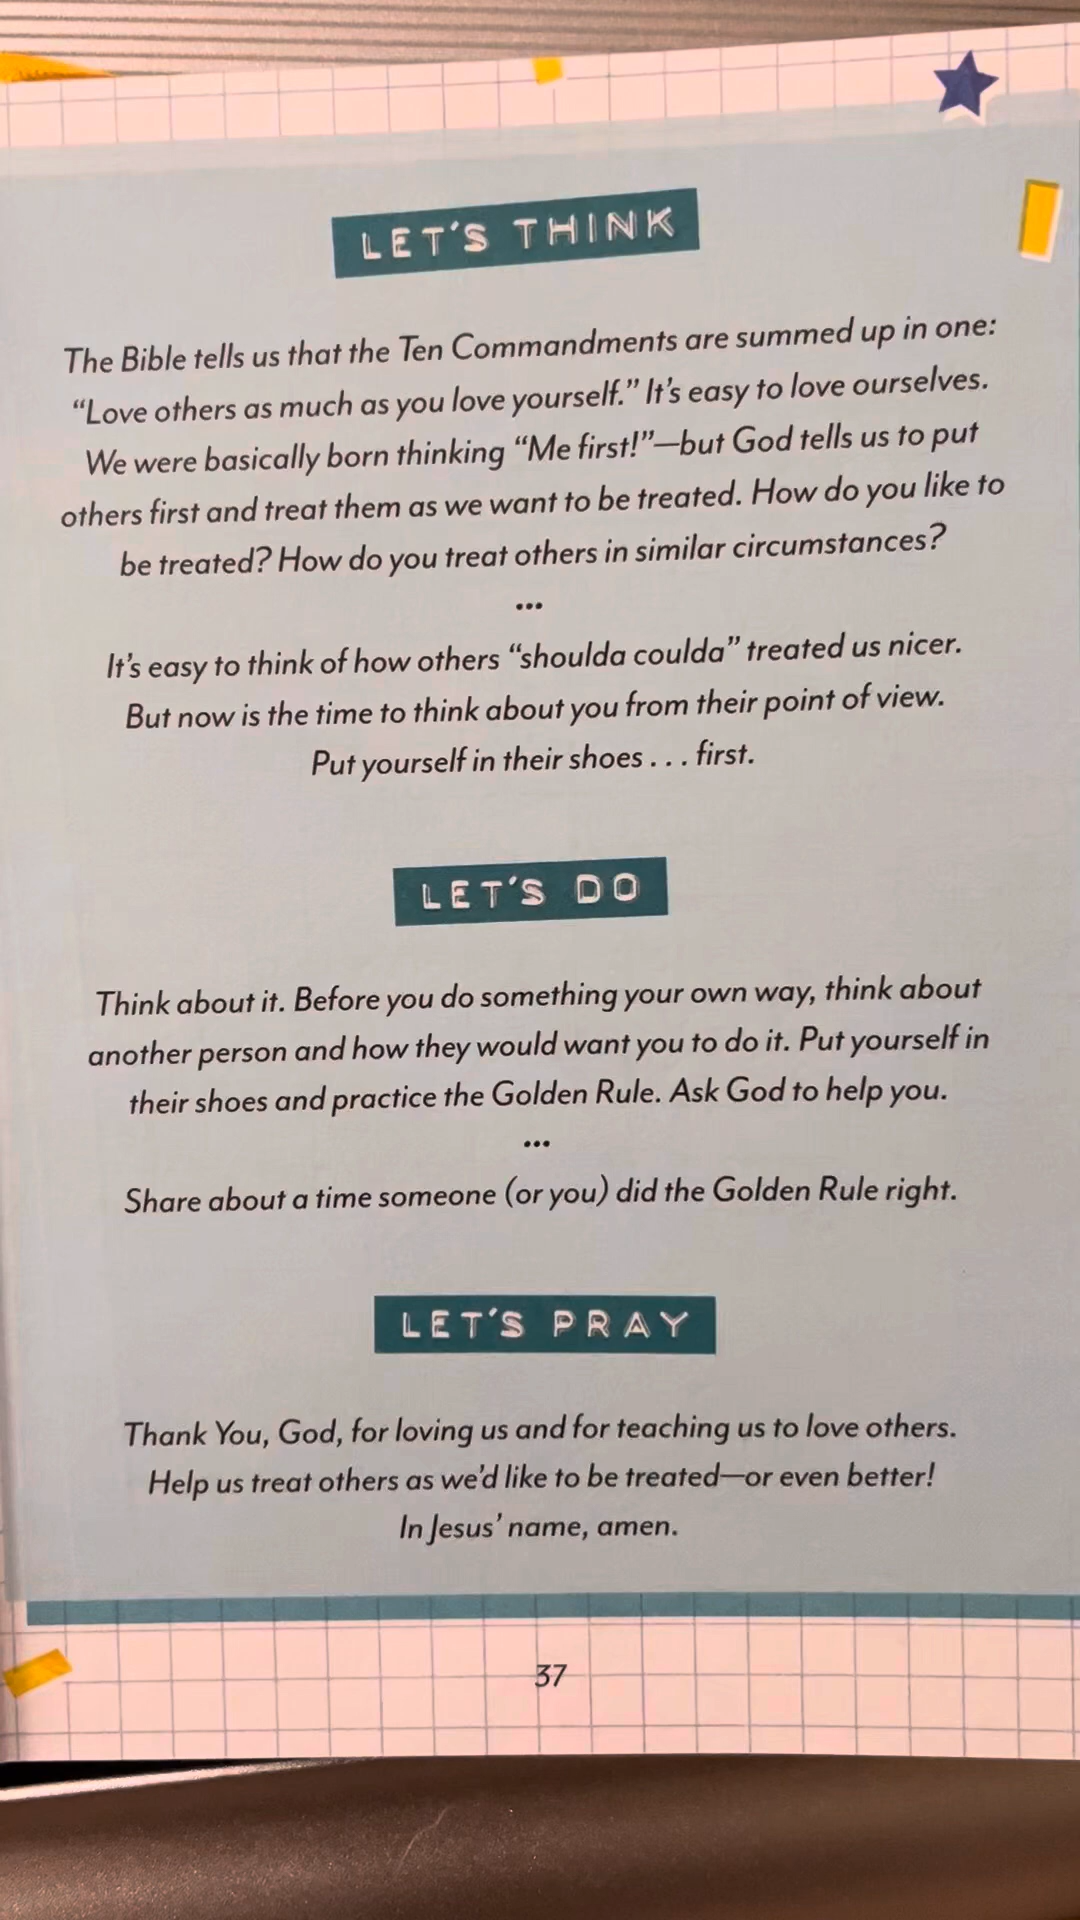 LET'S THINK
The Bible tells us that the Ten Commandments are summed up in one:
“Love others as much as you love yourself.” It's easy to love ourselves.
We were basically born thinking “Me first!”—but God tells us to put
others first and treat them as we want to be treated. How do you like to
be treated? How do you treat others in similar circumstances?
•••
It's easy to think of how others “shoulda coulda” treated us nicer.
But now is the time to think about you from their point of view.
Put yourself in their shoes . . . first.
LET'S DO
Think about it. Before you do something your own way, think about
another person and how they would want you to do it. Put yourself in
their shoes and practice the Golden Rule. Ask God to help you.
•••
Share about a time someone (or you) did the Golden Rule right.
LET'S PRAY
Thank You, God, for loving us and for teaching us to love others.
Help us treat others as we'd like to be treated—or even better!
In Jesus' name, amen.
37